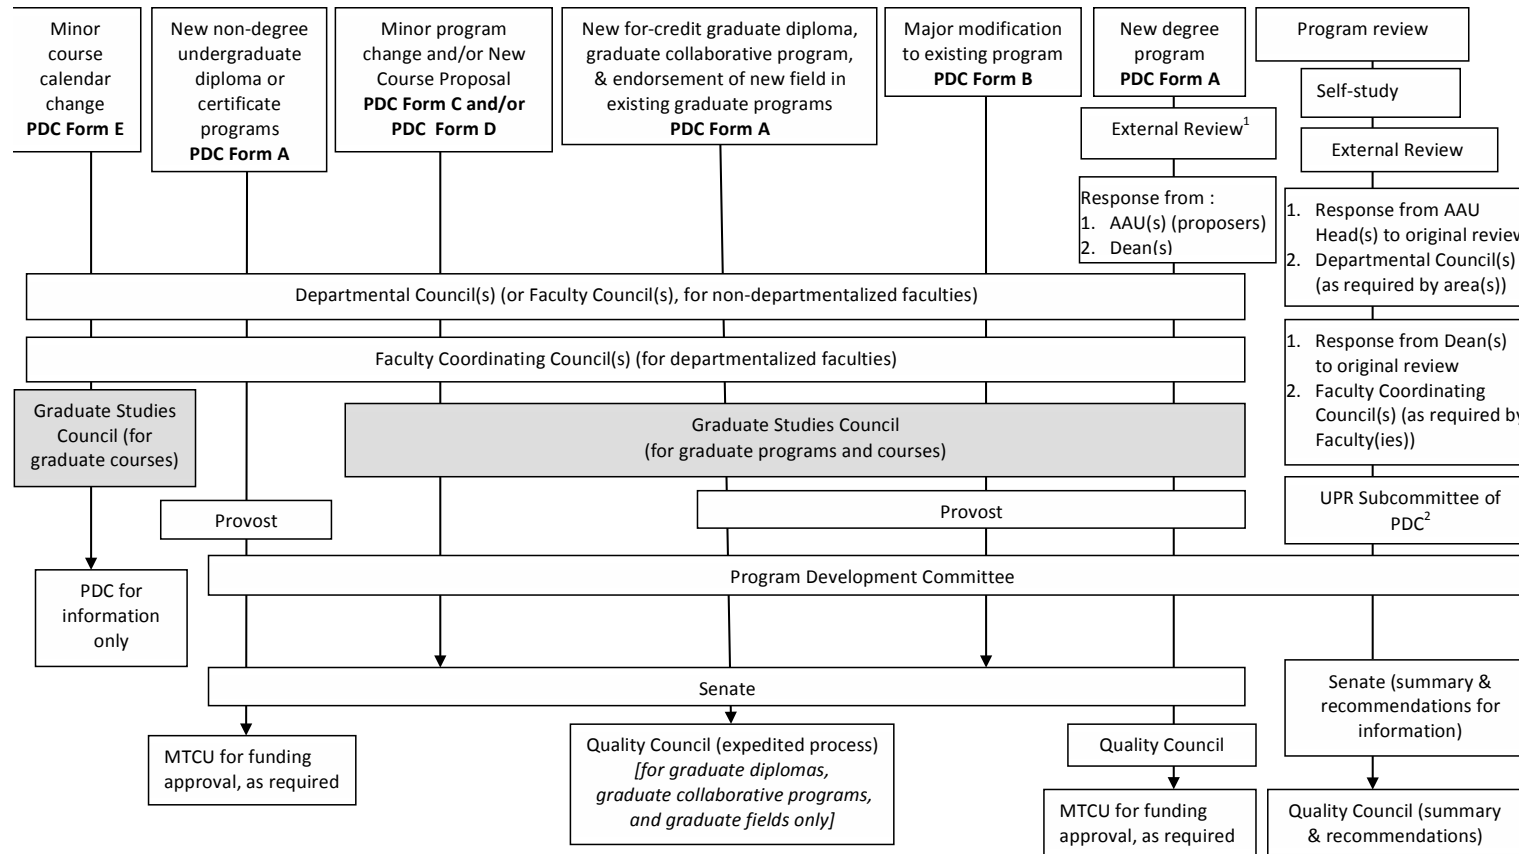 Minor
course
calendar
change
PDC Form E
New non-degree
undergraduate
diploma or
certificate
programs
PDC Form A
Minor program
change and/or New
Course Proposal
PDC Form C and/or
PDC Form D
New for-credit graduate diploma,
graduate collaborative program,
& endorsement of new field in
existing graduate programs
PDC Form A
Major modification
to existing program
PDC Form B
New degree
program
PDC Form A
Program review
Self-study
External Review1
External Review
Response from :
1. AAU(s) (proposers)
2. Dean(s)
1. Response from AAU
Head(s) to original review
2. Departmental Council(s)
(as required by area(s))
Departmental Council(s) (or Faculty Council(s), for non-departmentalized faculties)
Faculty Coordinating Council(s) (for departmentalized faculties)
1. Response from Dean(s)
to original review
2. Faculty Coordinating
Council(s) (as required by
Faculty(ies))
Graduate Studies
Council (for
graduate courses)
Graduate Studies Council
(for graduate programs and courses)
Provost
Provost
UPR Subcommittee of
PDC2
Program Development Committee
PDC for
information
only
Senate
Senate (summary &
recommendations for
information)
MTCU for funding
approval, as required
Quality Council (expedited process)
[for graduate diplomas,
graduate collaborative programs,
and graduate fields only]
Quality Council
MTCU for funding
approval, as required
Quality Council (summary
& recommendations)